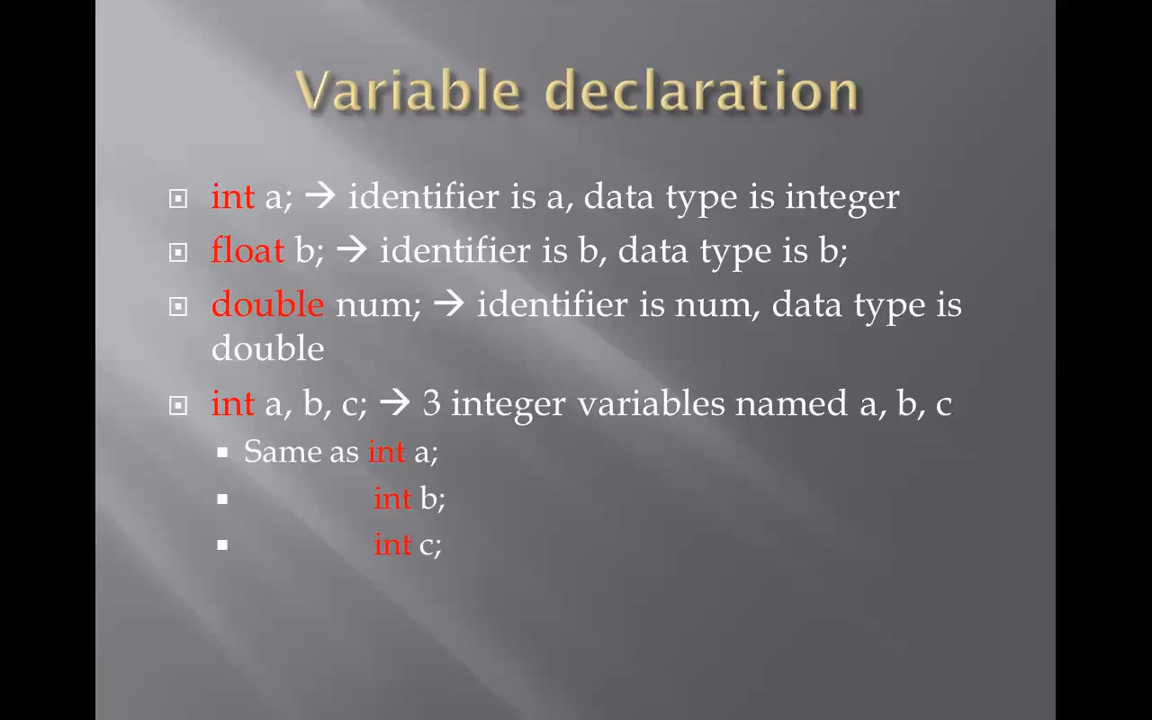 Variable declaration
int a; → identifier is a, data type is integer
float b; → identifier is b, data type is b;
double num; → identifier is num, data type is
double
int a, b, c; → 3 integer variables named a, b, c
Same as int a;
int b;
int c;